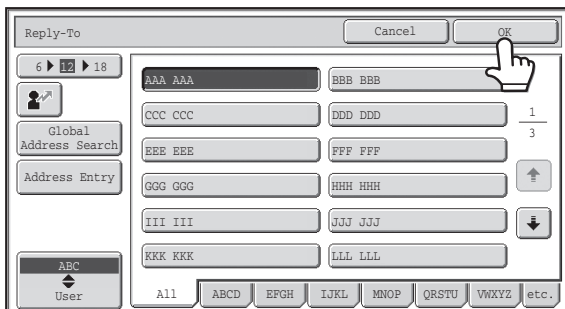 Reply-To
Cancel
OK
6 12 18
AAA AAA
BBB BBB
CCC CCC
DDD DDD
1
3
Global
Address Search
EEE EEE
FFF FFF
Address Entry
GGG GGG
HHH HHH
III III
JJJ JJJ
KKK KKK
LLL LLL
ABC
User
All
ABCD
EFGH
IJKL
MNOP
QRSTU
VWXYZ
etc.